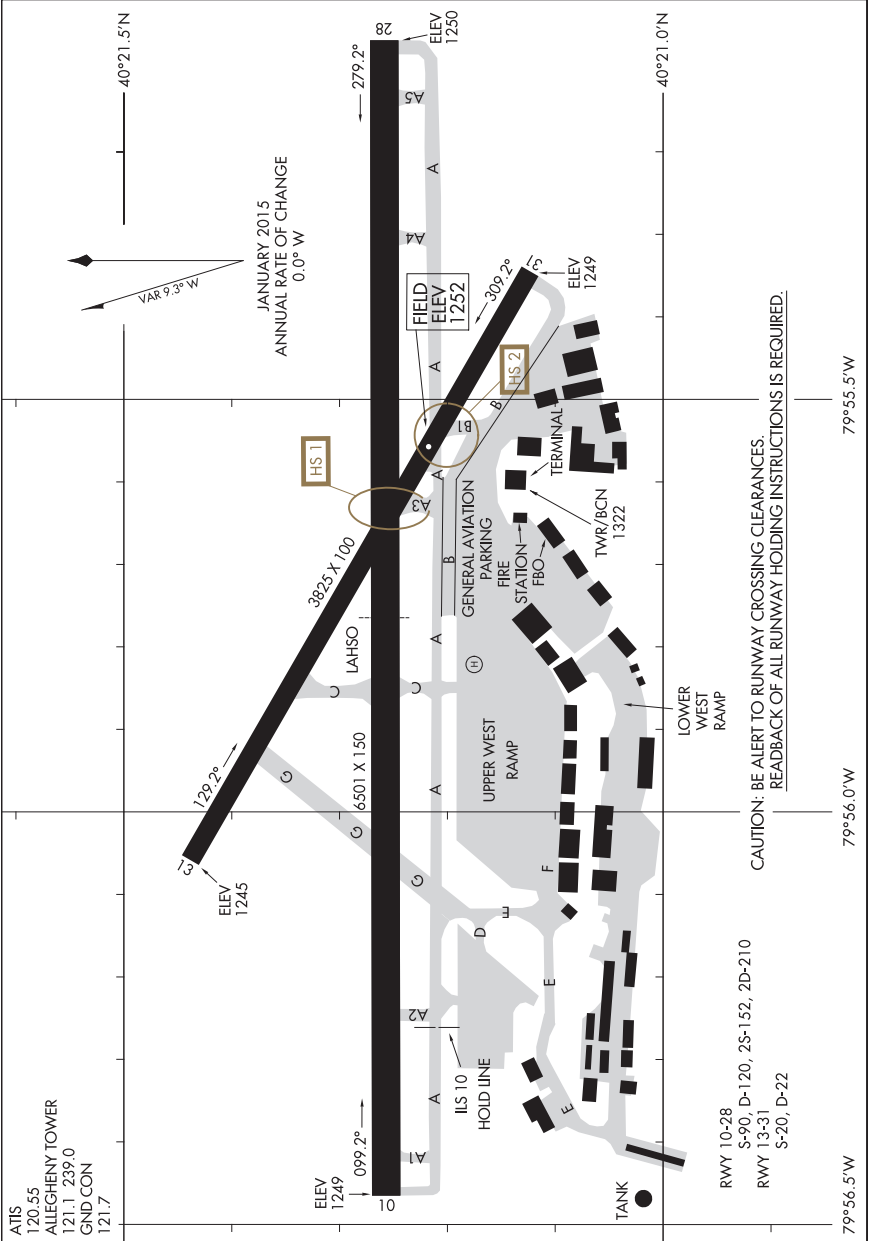 ATIS
120.55
ALLEGHENY TOWER
121.1 239.0
GND CON
121.7
40°21.5'N
40°21.0'N
VAR 9.3° W
JANUARY 2015
ANNUAL RATE OF CHANGE
0.0° W
28
279.2°
ELEV
1250
A5
A
A4
A
31
309.2°
ELEV
1249
FIELD
ELEV
1252
HS 1
HS 2
B
B1
A
A3
B
3825 X 100
LAHSO
A
C
C
GENERAL AVIATION
PARKING
FIRE
STATION
FBO
TERMINAL
TWR/BCN
1322
H
UPPER WEST
RAMP
LOWER
WEST
RAMP
129.2°
13
ELEV
1245
G
G
G
6501 X 150
A
F
E
D
E
E
A2
ILS 10
HOLD LINE
A
A1
099.2°
10
ELEV
1249
TANK
RWY 10-28
S-90, D-120, 2S-152, 2D-210
RWY 13-31
S-20, D-22
CAUTION: BE ALERT TO RUNWAY CROSSING CLEARANCES.
READBACK OF ALL RUNWAY HOLDING INSTRUCTIONS IS REQUIRED.
79°55.5'W
79°56.0'W
79°56.5'W